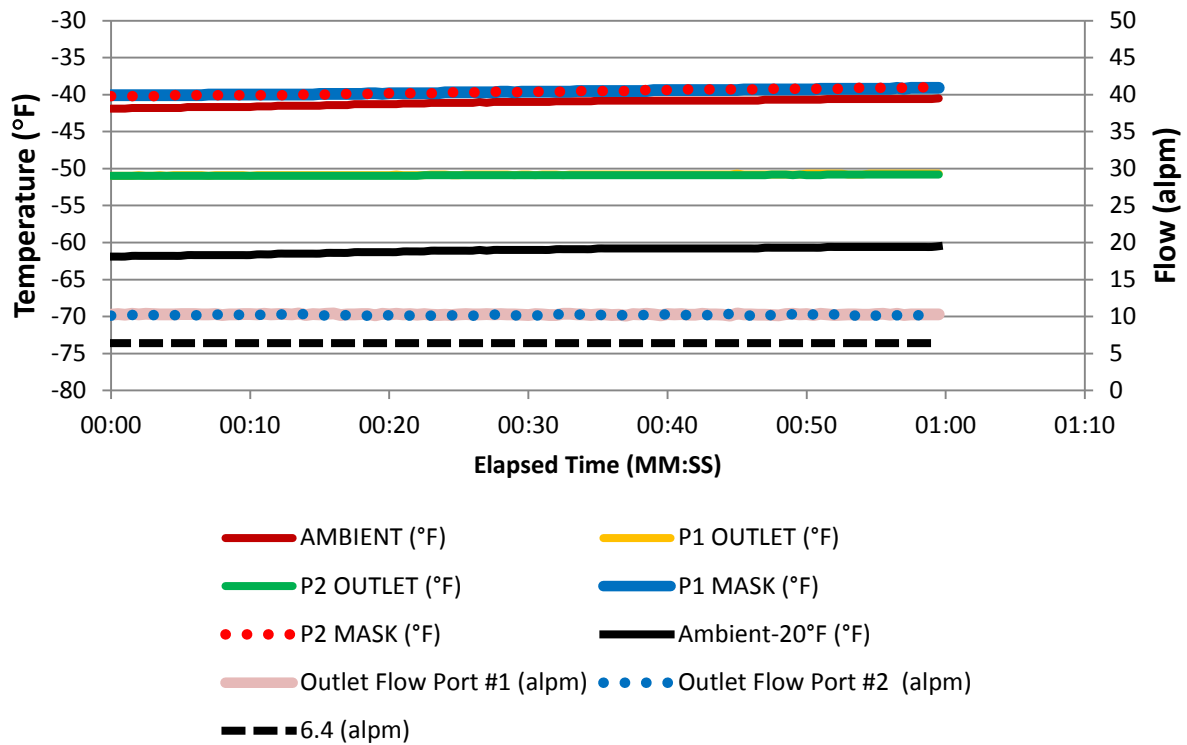 -30
-35
-40
-45
-50
-55
-60
-65
-70
-75
-80
Temperature (°F)
50
45
40
35
30
25
20
15
10
5
0
Flow (alpm)
00:00 00:10 00:20 00:30 00:40 00:50 01:00 01:10
Elapsed Time (MM:SS)
AMBIENT (°F) P1 OUTLET (°F)
P2 OUTLET (°F) P1 MASK (°F)
P2 MASK (°F) Ambient-20°F (°F)
Outlet Flow Port #1 (alpm) Outlet Flow Port #2 (alpm)
6.4 (alpm)